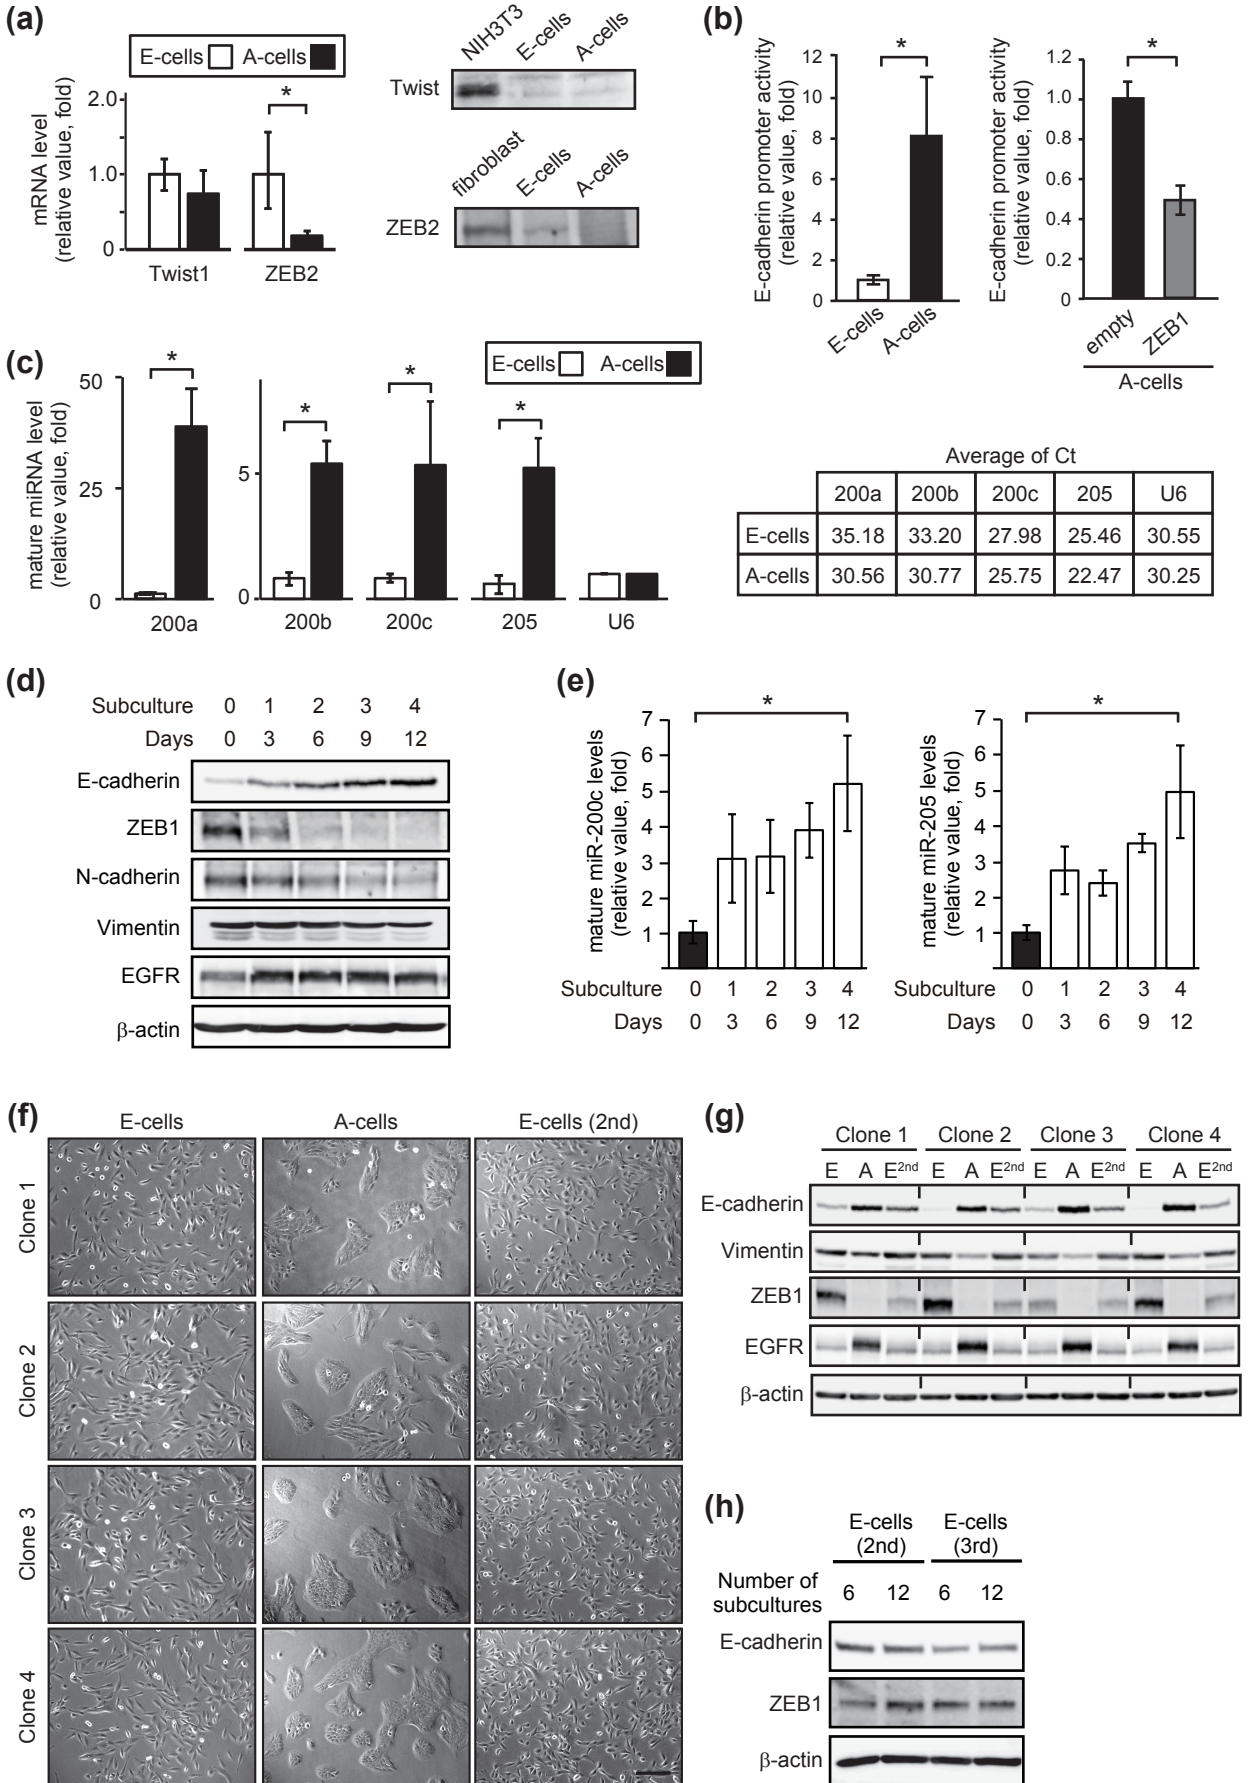 (a)
E-cells A-cells
mRNA level
(relative value, fold)
2.0
1.0
0
*
Twist1 ZEB2
NIH3T3 E-cells A-cells
Twist
fibroblast E-cells A-cells
ZEB2
(b)
E-cadherin promoter activity
(relative value, fold)
12
10
8
6
4
2
0
*
E-cells A-cells
E-cadherin promoter activity
(relative value, fold)
1.2
1.0
0.8
0.6
0.4
0.2
0
*
empty ZEB1
A-cells
(c)
E-cells A-cells
mature miRNA level
(relative value, fold)
50
25
0
*
5
0
* * *
200a 200b 200c 205 U6
Average of Ct
200a 200b 200c 205 U6
E-cells 35.18 33.20 27.98 25.46 30.55
A-cells 30.56 30.77 25.75 22.47 30.25
(d)
Subculture 0 1 2 3 4
Days 0 3 6 9 12
E-cadherin
ZEB1
N-cadherin
Vimentin
EGFR
β-actin
(e)
mature miR-200c levels
(relative value, fold)
7
6
5
4
3
2
1
*
Subculture 0 1 2 3 4
Days 0 3 6 9 12
mature miR-205 levels
(relative value, fold)
7
6
5
4
3
2
1
*
Subculture 0 1 2 3 4
Days 0 3 6 9 12
(f)
E-cells A-cells E-cells (2nd)
Clone 1
Clone 2
Clone 3
Clone 4
(g)
Clone 1 Clone 2 Clone 3 Clone 4
E A E2nd E A E2nd E A E2nd E A E2nd
E-cadherin
Vimentin
ZEB1
EGFR
β-actin
(h)
E-cells E-cells
(2nd) (3rd)
Number of
subcultures 6 12 6 12
E-cadherin
ZEB1
β-actin